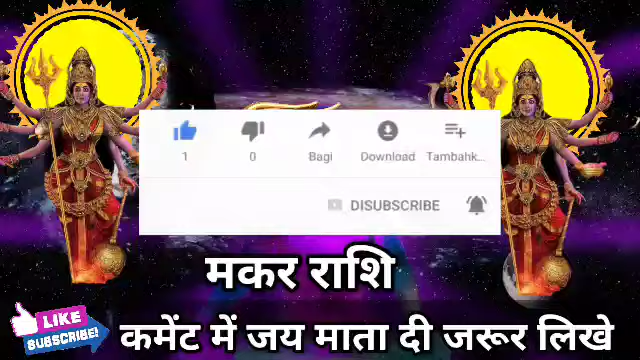 1 0 Bagi Download Tambahk...
DISUBSCRIBE
मकर राशि
LIKE
SUBSCRIBE!
कमेंट में जय माता दी जरूर लिखे